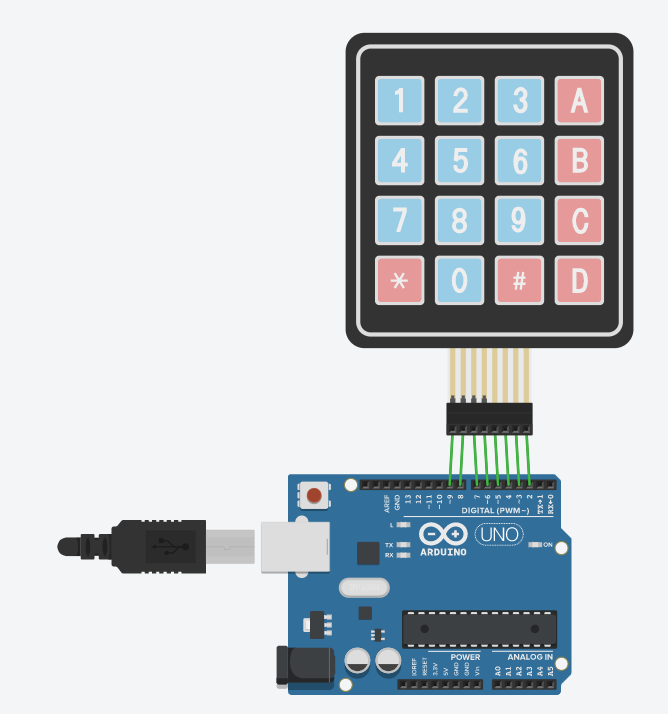 1 2 3 A
4 5 6 B
7 8 9 C
* 0 # D
AREF
GND
13
12
~11
~10
~9
8
7
~6
~5
4
~3
2
TX→1
RX←0
DIGITAL (PWM~)
L
TX
RX
ARDUINO
UNO
ON
POWER
ANALOG IN
IOREF
RESET
3.3V
5V
GND
GND
Vin
A0
A1
A2
A3
A4
A5